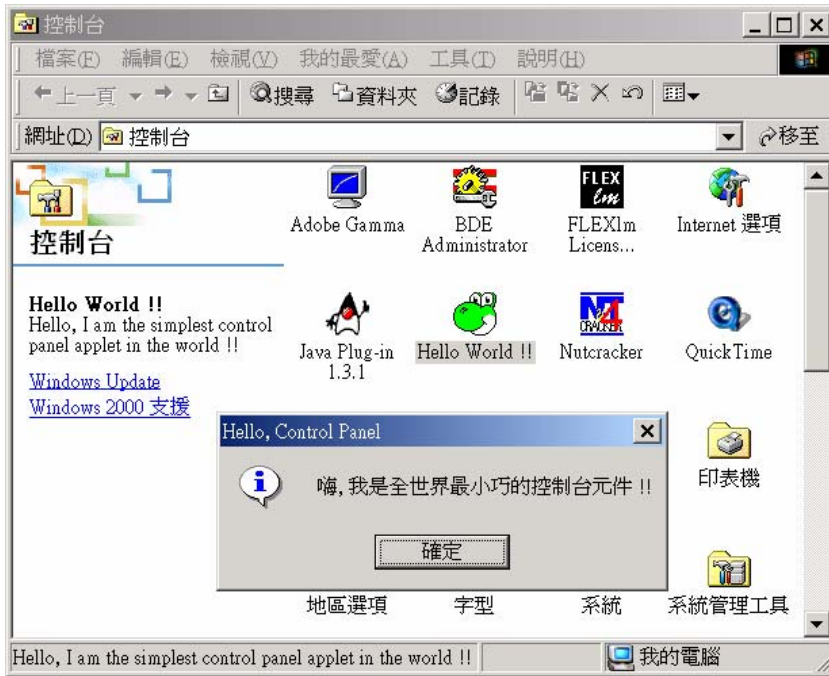 控制台
檔案(F) 編輯(E) 檢視(V) 我的最愛(A) 工具(T) 說明(H)
上一頁 搜尋 資料夾 記錄
網址(D) 控制台 移至
控制台
Hello World !!
Hello, I am the simplest control
panel applet in the world !!
Windows Update
Windows 2000 支援
Adobe Gamma
BDE
Administrator
FLEX
lm
FLEXlm
Licens...
Internet 選項
Java Plug-in
1.3.1
Hello World !!
N4
CRACKER
Nutcracker
QuickTime
Hello, Control Panel
嗨, 我是全世界最小巧的控制台元件 !!
確定
印表機
地區選項
字型
系統
系統管理工具
Hello, I am the simplest control panel applet in the world !!
我的電腦